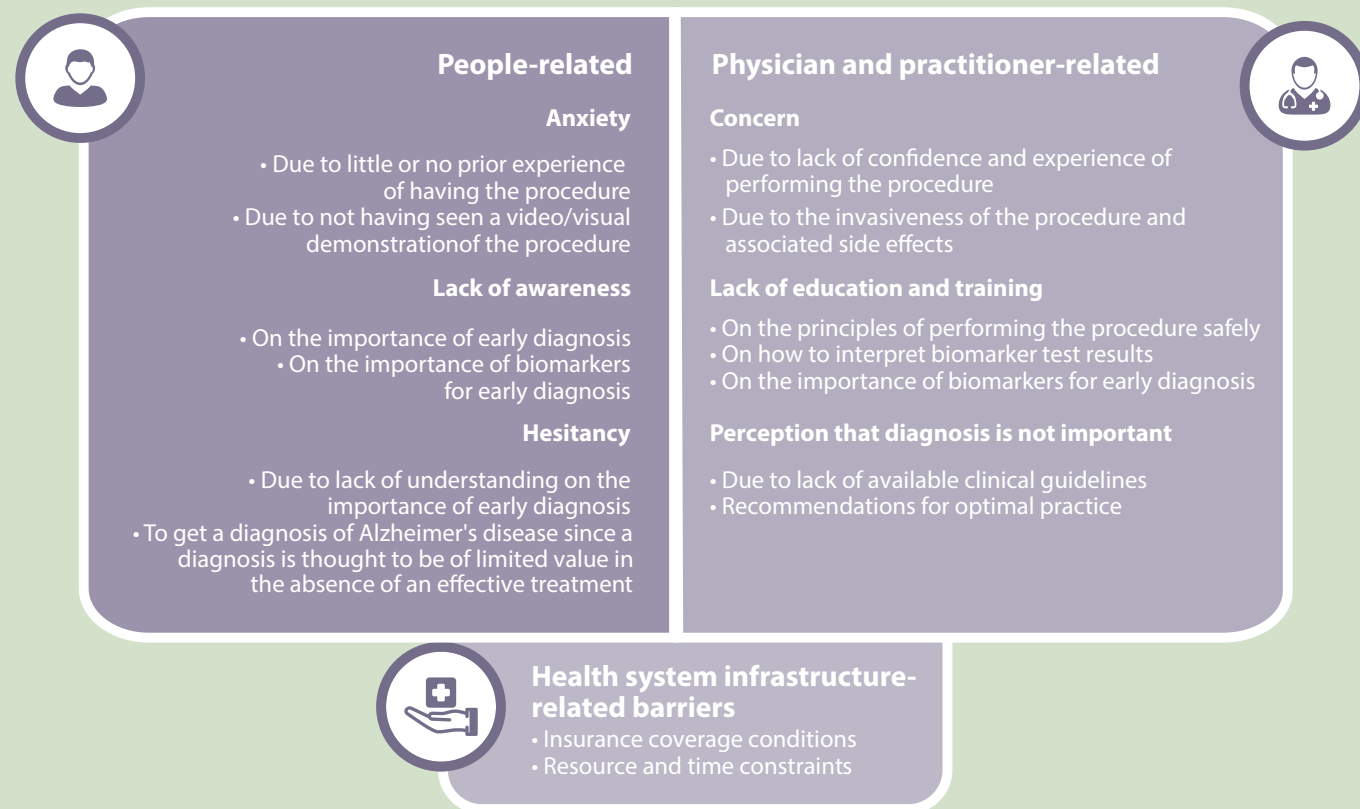 People-related
Anxiety
• Due to little or no prior experience
of having the procedure
• Due to not having seen a video/visual
demonstrationof the procedure
Lack of awareness
• On the importance of early diagnosis
• On the importance of biomarkers
for early diagnosis
Hesitancy
• Due to lack of understanding on the
importance of early diagnosis
• To get a diagnosis of Alzheimer's disease since a
diagnosis is thought to be of limited value in
the absence of an effective treatment
Physician and practitioner-related
Concern
• Due to lack of confidence and experience of
performing the procedure
• Due to the invasiveness of the procedure and
associated side effects
Lack of education and training
• On the principles of performing the procedure safely
• On how to interpret biomarker test results
• On the importance of biomarkers for early diagnosis
Perception that diagnosis is not important
• Due to lack of available clinical guidelines
• Recommendations for optimal practice
Health system infrastructure-
related barriers
• Insurance coverage conditions
• Resource and time constraints